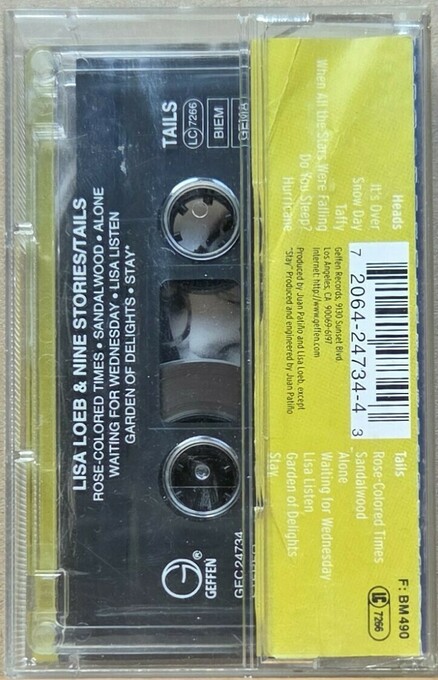 LISA LOEB & NINE STORIES/TAILS
ROSE-COLORED TIMES • SANDALWOOD • ALONE
WAITING FOR WEDNESDAY • LISA LISTEN
GARDEN OF DELIGHTS • STAY*
TAILS
LC 7266
BIEM
GEMA
G®
GEFFEN
GEC 24734
Heads
It's Over
Snow Day
Taffy
When All the Stars Were Falling
Do You Sleep?
Hurricane
7 20642-4734-4 3
Geffen Records, 9130 Sunset Blvd.
Los Angeles, CA 90069-6197
Internet: http://www.geffen.com
Produced by Juan Patiño and Lisa Loeb, except
"Stay" Produced and engineered by Juan Patiño
Tails
Rose-Colored Times
Sandalwood
Alone
Waiting for Wednesday
Lisa Listen
Garden of Delights
Stay
F: BM490
LC 7266